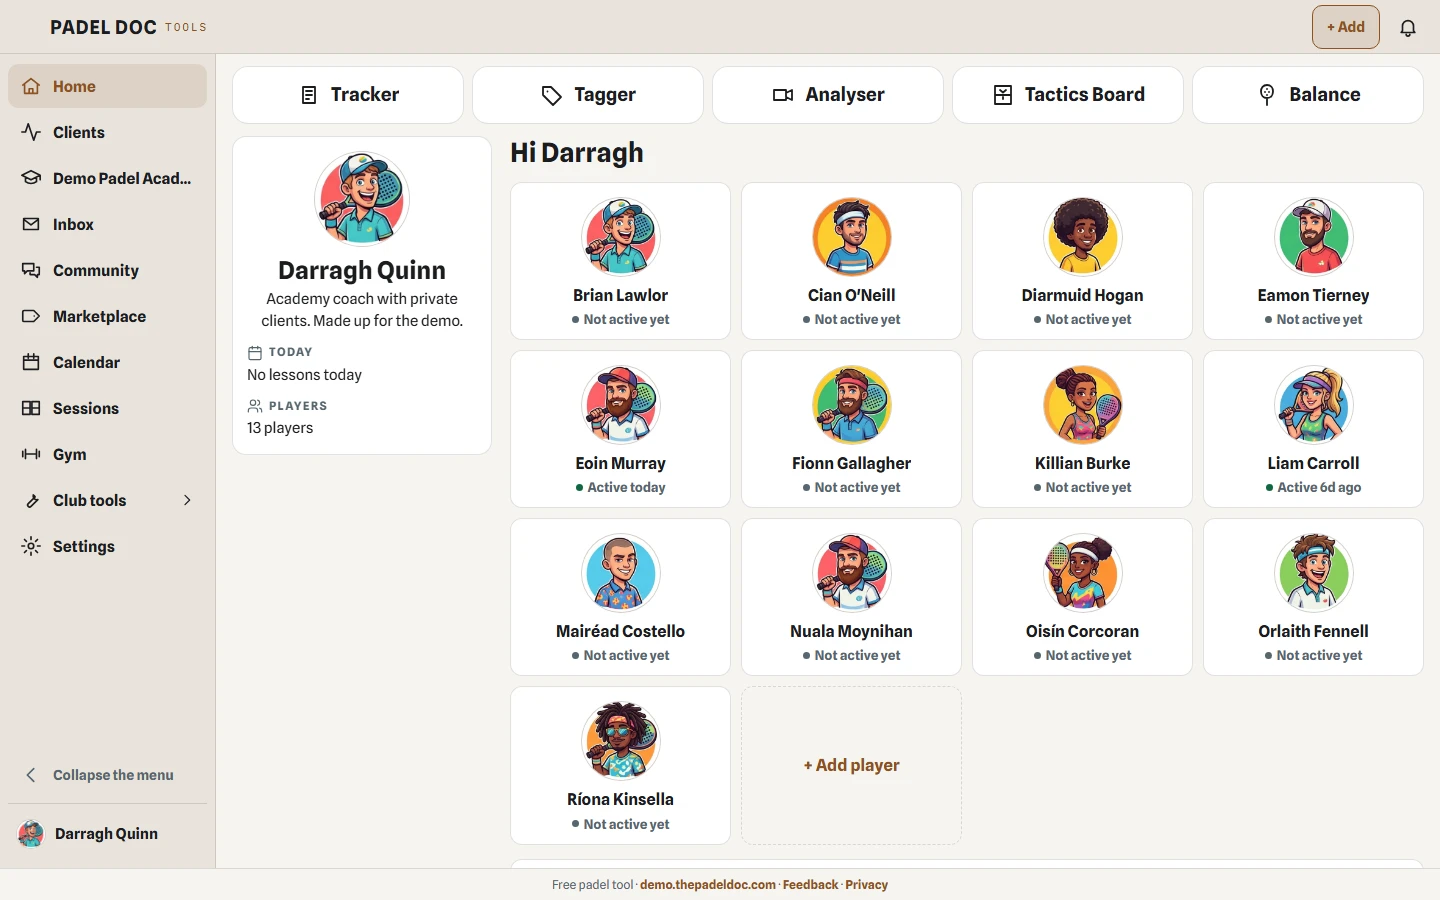 PADEL DOC TOOLS
+ Add
Home
Clients
Demo Padel Acad...
Inbox
Community
Marketplace
Calendar
Sessions
Gym
Club tools
Settings
Collapse the menu
Darragh Quinn
Tracker
Tagger
Analyser
Tactics Board
Balance
Darragh Quinn
Academy coach with private
clients. Made up for the demo.
TODAY
No lessons today
PLAYERS
13 players
Hi Darragh
Brian Lawlor
Not active yet
Cian O'Neill
Not active yet
Diarmuid Hogan
Not active yet
Eamon Tierney
Not active yet
Eoin Murray
Active today
Fionn Gallagher
Not active yet
Killian Burke
Not active yet
Liam Carroll
Active 6d ago
Mairéad Costello
Not active yet
Nuala Moynihan
Not active yet
Oisín Corcoran
Not active yet
Orlaith Fennell
Not active yet
Ríona Kinsella
Not active yet
+ Add player
Free padel tool · demo.thepadeldoc.com · Feedback · Privacy